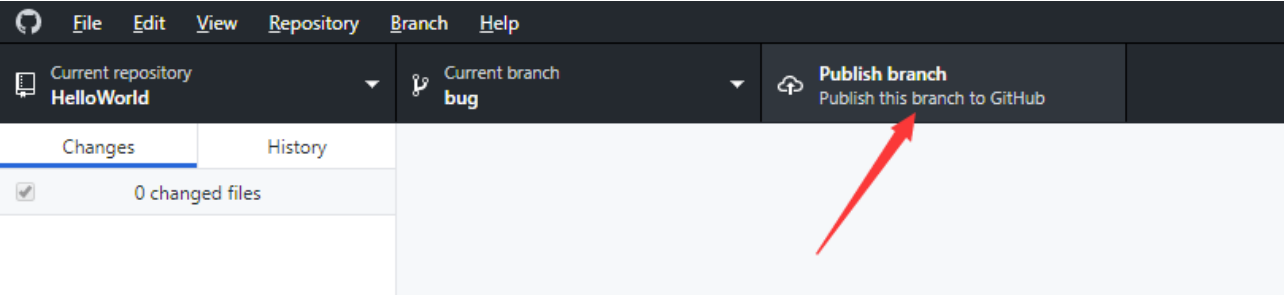 File Edit View Repository Branch Help
Current repository
HelloWorld
Current branch
bug
Publish branch
Publish this branch to GitHub
Changes History
0 changed files